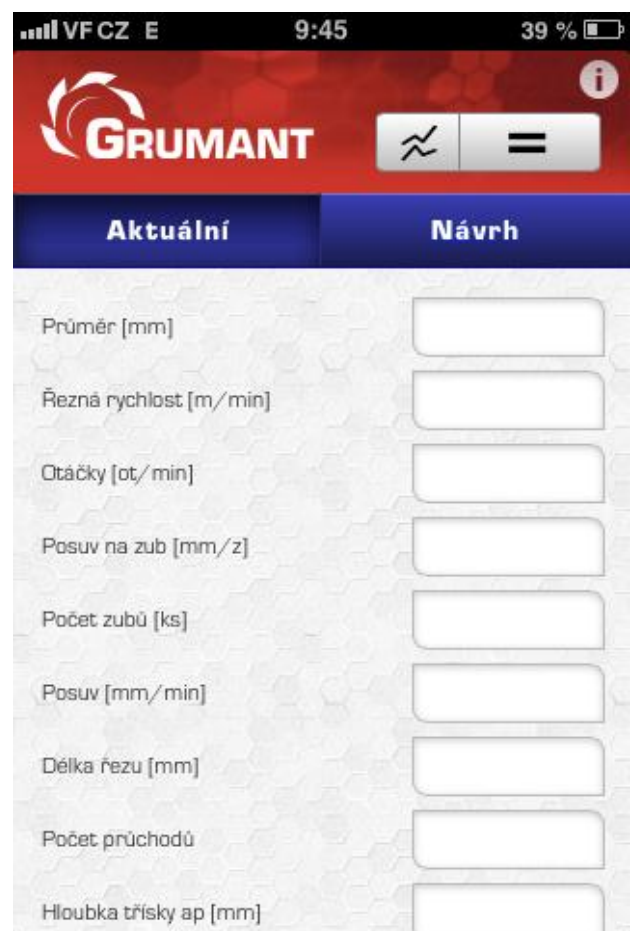 VF CZ E 9:45 39 %
GRUMANT
Aktuální Návrh
Průměr [mm]
Řezná rychlost [m/min]
Otáčky [ot/min]
Posuv na zub [mm/z]
Počet zubů [ks]
Posuv [mm/min]
Délka řezu [mm]
Počet průchodů
Hloubka třísky ap [mm]